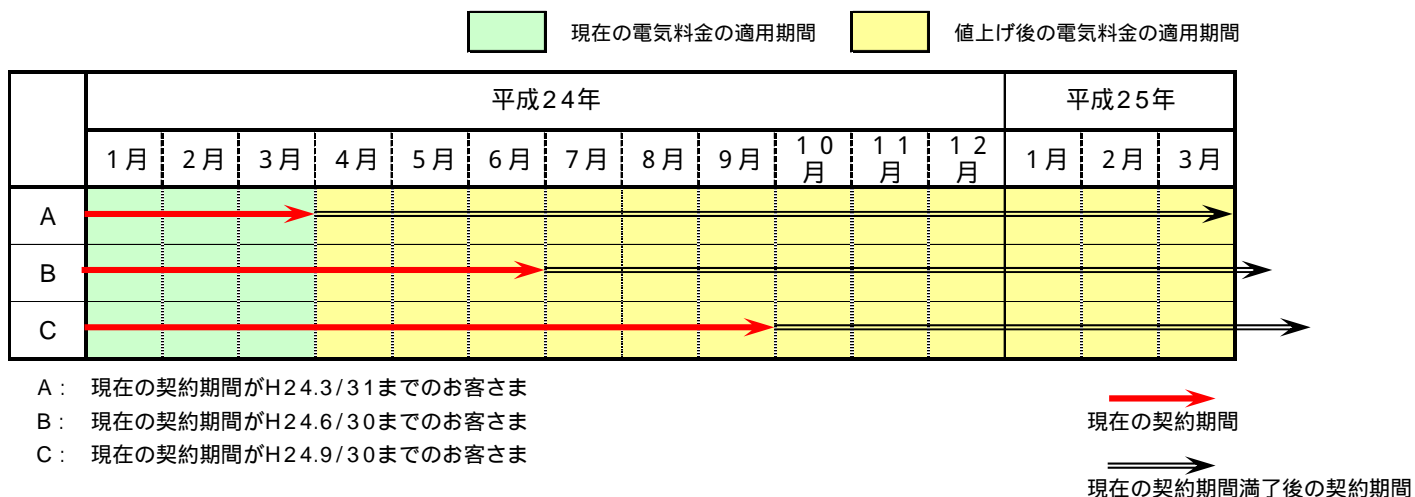 現在の電気料金の適用期間 値上げ後の電気料金の適用期間
平成24年 平成25年
1月 2月 3月 4月 5月 6月 7月 8月 9月 10月 11月 12月 1月 2月 3月
A
B
C
A： 現在の契約期間がH24.3/31までのお客さま
B： 現在の契約期間がH24.6/30までのお客さま
C： 現在の契約期間がH24.9/30までのお客さま
現在の契約期間
現在の契約期間満了後の契約期間